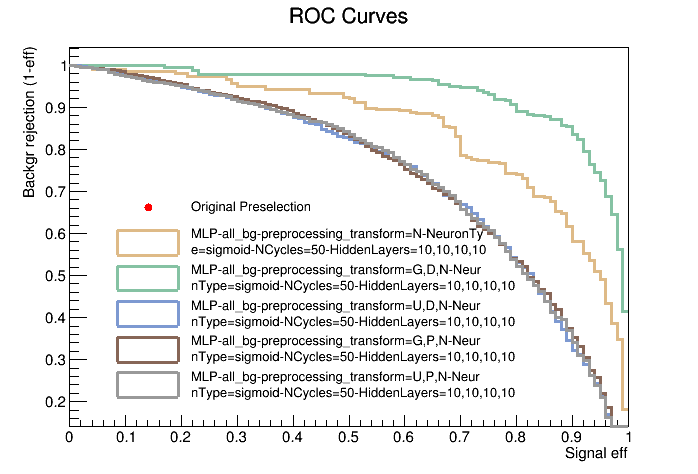 ROC Curves
Backgr rejection (1-eff)
1
0.9
0.8
0.7
0.6
0.5
0.4
0.3
0.2
Original Preselection
MLP-all_bg-preprocessing_transform=N-NeuronTy
e=sigmoid-NCycles=50-HiddenLayers=10,10,10,10
MLP-all_bg-preprocessing_transform=G,D,N-Neur
nType=sigmoid-NCycles=50-HiddenLayers=10,10,10,10
MLP-all_bg-preprocessing_transform=U,D,N-Neur
nType=sigmoid-NCycles=50-HiddenLayers=10,10,10,10
MLP-all_bg-preprocessing_transform=G,P,N-Neur
nType=sigmoid-NCycles=50-HiddenLayers=10,10,10,10
MLP-all_bg-preprocessing_transform=U,P,N-Neur
nType=sigmoid-NCycles=50-HiddenLayers=10,10,10,10
0 0.1 0.2 0.3 0.4 0.5 0.6 0.7 0.8 0.9 1
Signal eff